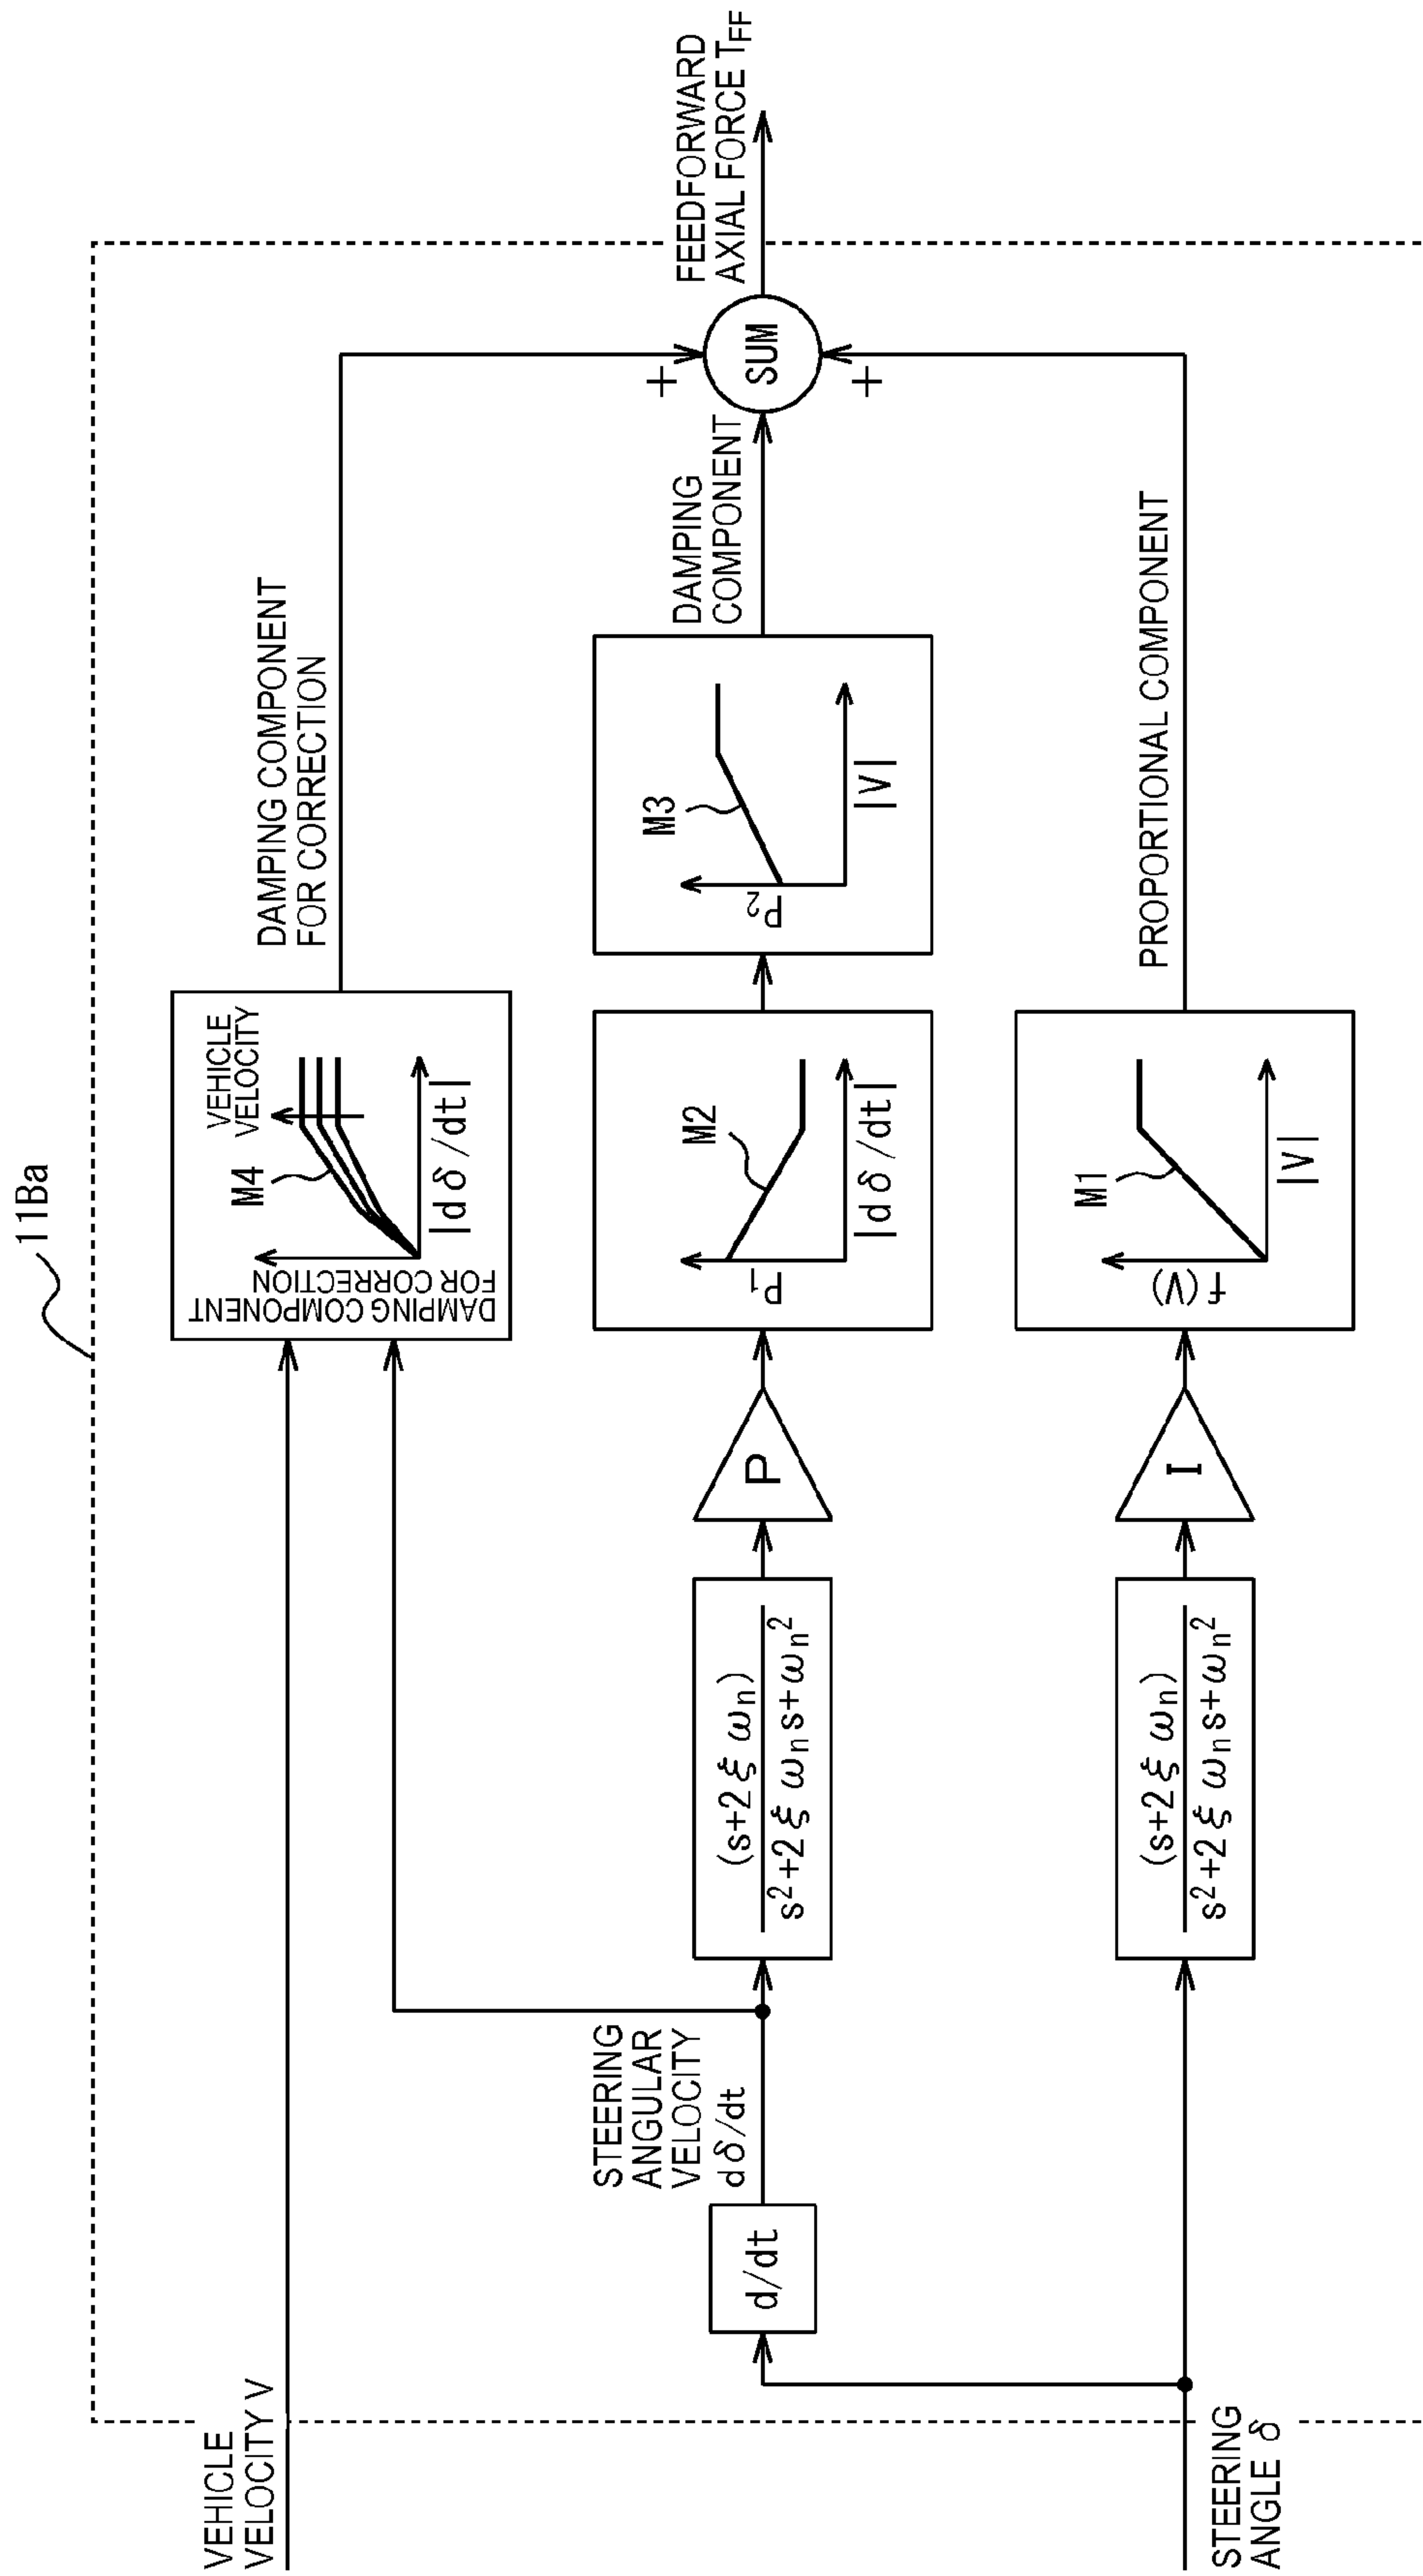 11Ba
VEHICLE
VELOCITY V
DAMPING COMPONENT
FOR CORRECTION
M4
VEHICLE
VELOCITY
|dδ/dt|
DAMPING COMPONENT
FOR CORRECTION
STEERING
ANGULAR
VELOCITY
dδ/dt
d/dt
(s+2ξωn)
s²+2ξωns+ωn²
P
P1
M2
|dδ/dt|
P2
M3
|V|
DAMPING
COMPONENT
+
SUM
+
FEEDFORWARD
AXIAL FORCE TFF
STEERING
ANGLE δ
(s+2ξωn)
s²+2ξωns+ωn²
I
f(V)
M1
|V|
PROPORTIONAL COMPONENT